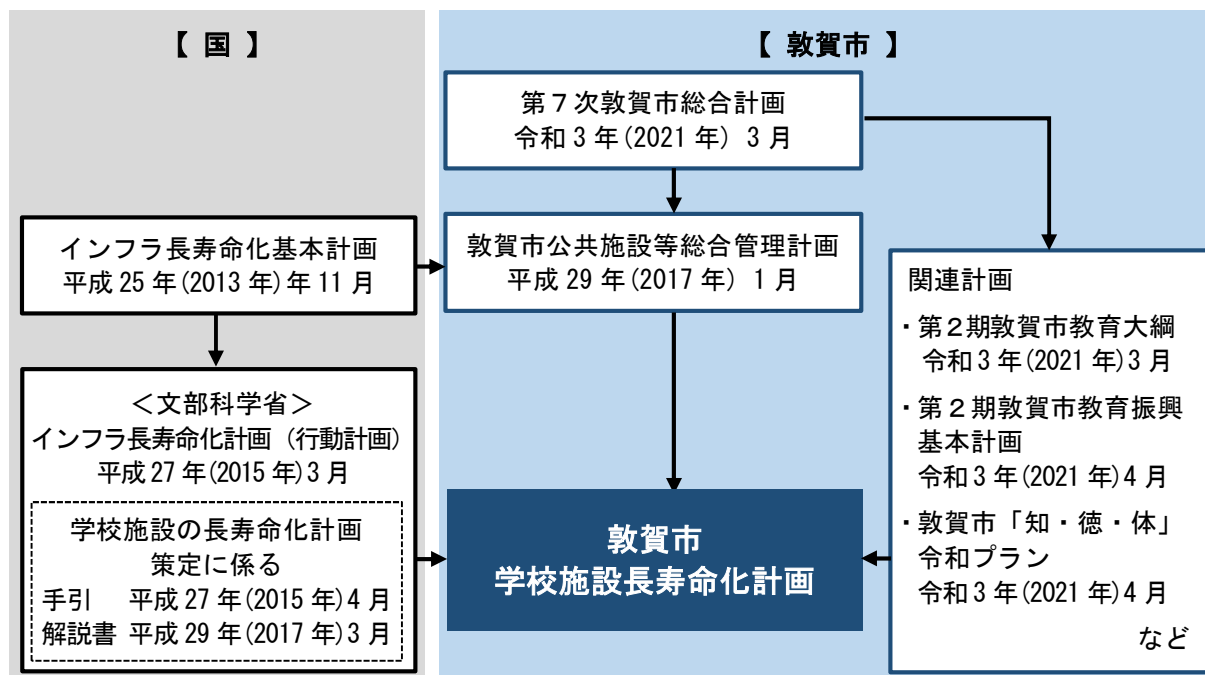 【 国 】
インフラ長寿命化基本計画
平成 25 年(2013 年)年 11 月
＜文部科学省＞
インフラ長寿命化計画（行動計画）
平成 27 年(2015 年)3 月
学校施設の長寿命化計画
策定に係る
手引　平成 27 年(2015 年)4 月
解説書 平成 29 年(2017 年)3 月
【 敦賀市 】
第７次敦賀市総合計画
令和 3 年(2021 年) 3 月
敦賀市公共施設等総合管理計画
平成 29 年(2017 年) 1 月
敦賀市
学校施設長寿命化計画
関連計画
・第２期敦賀市教育大綱
令和 3 年(2021 年)3 月
・第２期敦賀市教育振興
基本計画
令和 3 年(2021 年)4 月
・敦賀市「知・徳・体」
令和プラン
令和 3 年(2021 年)4 月
など